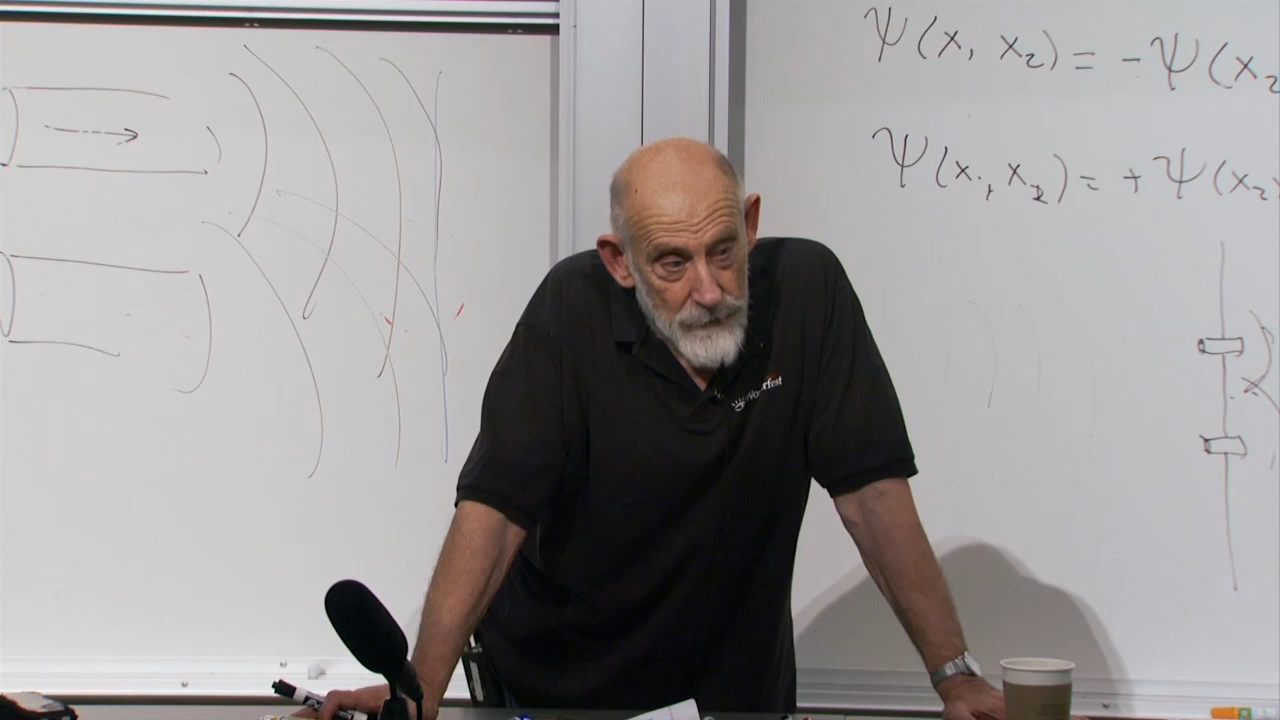 Ψ(x, x₂) = -Ψ(x₂
Ψ(x₁, x₂) = +Ψ(x₂)